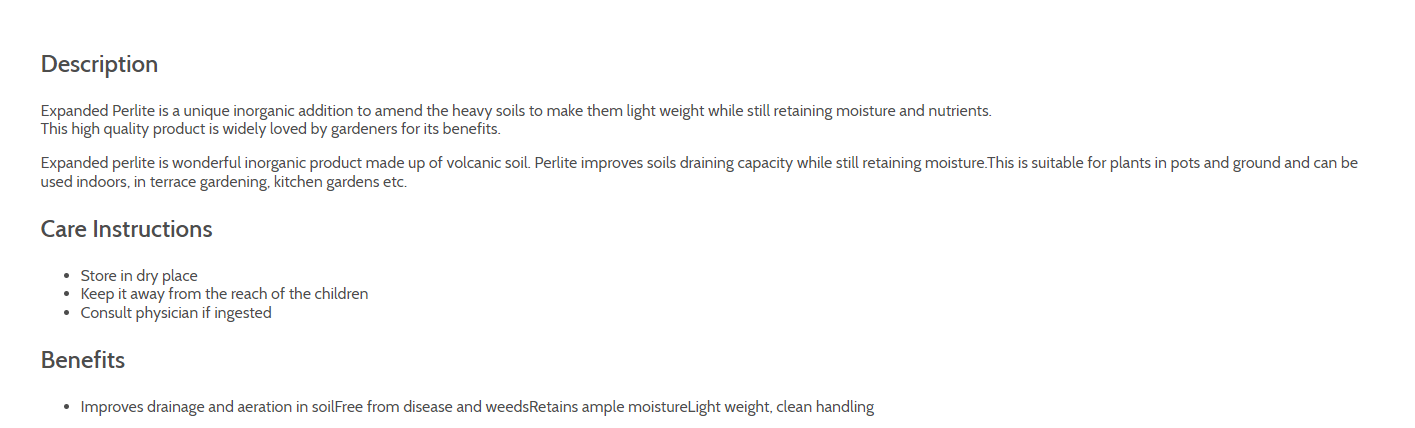 Description
Expanded Perlite is a unique inorganic addition to amend the heavy soils to make them light weight while still retaining moisture and nutrients.
This high quality product is widely loved by gardeners for its benefits.
Expanded perlite is wonderful inorganic product made up of volcanic soil. Perlite improves soils draining capacity while still retaining moisture.This is suitable for plants in pots and ground and can be
used indoors, in terrace gardening, kitchen gardens etc.
Care Instructions
• Store in dry place
• Keep it away from the reach of the children
• Consult physician if ingested
Benefits
• Improves drainage and aeration in soilFree from disease and weedsRetains ample moistureLight weight, clean handling